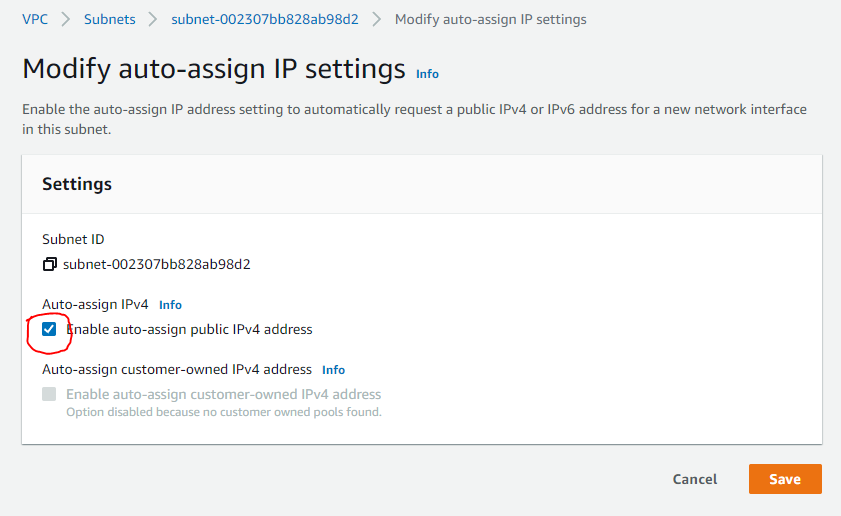 VPC > Subnets > subnet-002307bb828ab98d2 > Modify auto-assign IP settings
Modify auto-assign IP settings Info
Enable the auto-assign IP address setting to automatically request a public IPv4 or IPv6 address for a new network interface
in this subnet.
Settings
Subnet ID
subnet-002307bb828ab98d2
Auto-assign IPv4 Info
Enable auto-assign public IPv4 address
Auto-assign customer-owned IPv4 address Info
Enable auto-assign customer-owned IPv4 address
Option disabled because no customer owned pools found.
Cancel Save